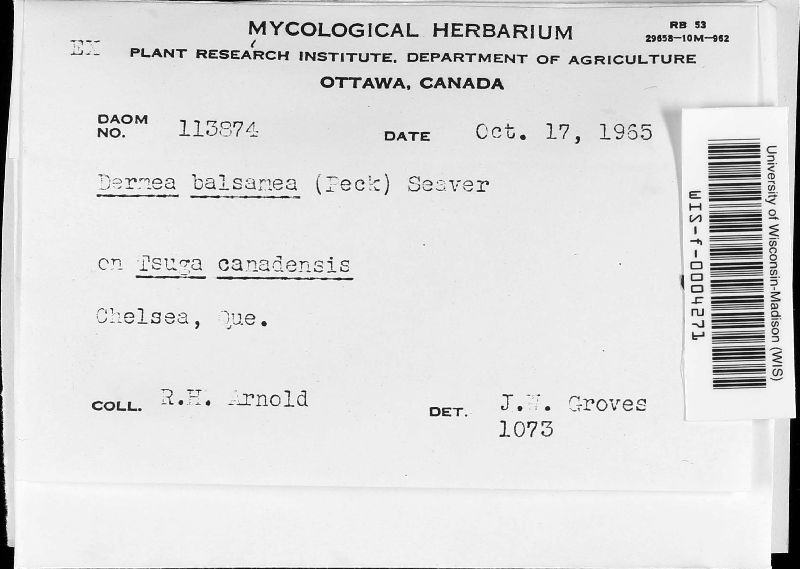 MYCOLOGICAL HERBARIUM
RB 53
29658—10M—962
EX
PLANT RESEARCH INSTITUTE, DEPARTMENT OF AGRICULTURE
OTTAWA, CANADA
DAOM NO. 113874
DATE Oct. 17, 1965
Dermea balsamea (Peck) Seaver
on Tsuga canadensis
Chelsea, Que.
COLL. R.H. Arnold
DET. J.W. Groves
1073
University of Wisconsin-Madison (WIS)
WIS-f-0004271